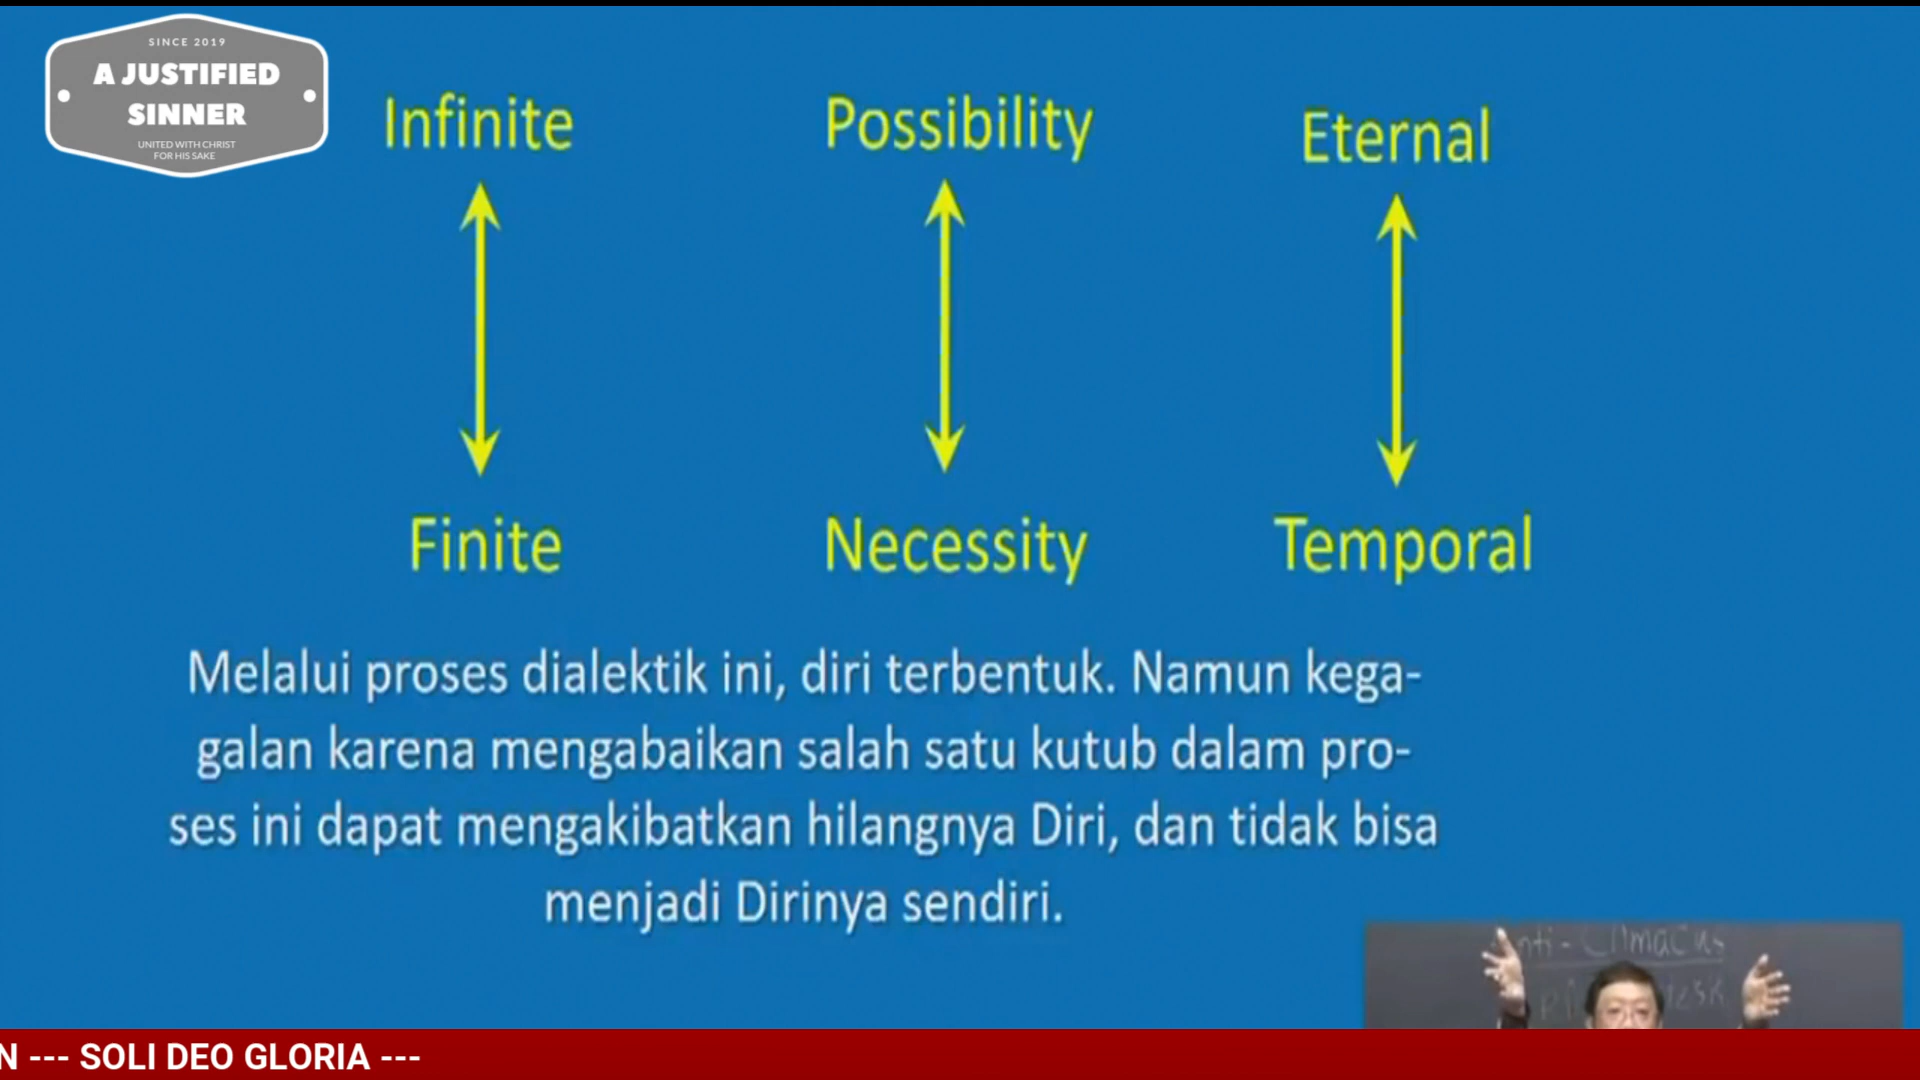 SINCE 2019
A JUSTIFIED
SINNER
UNITED WITH CHRIST
FOR HIS SAKE
Infinite Possibility Eternal
Finite Necessity Temporal
Melalui proses dialektik ini, diri terbentuk. Namun kega-
galan karena mengabaikan salah satu kutub dalam pro-
ses ini dapat mengakibatkan hilangnya Diri, dan tidak bisa
menjadi Dirinya sendiri.
N --- SOLI DEO GLORIA ---